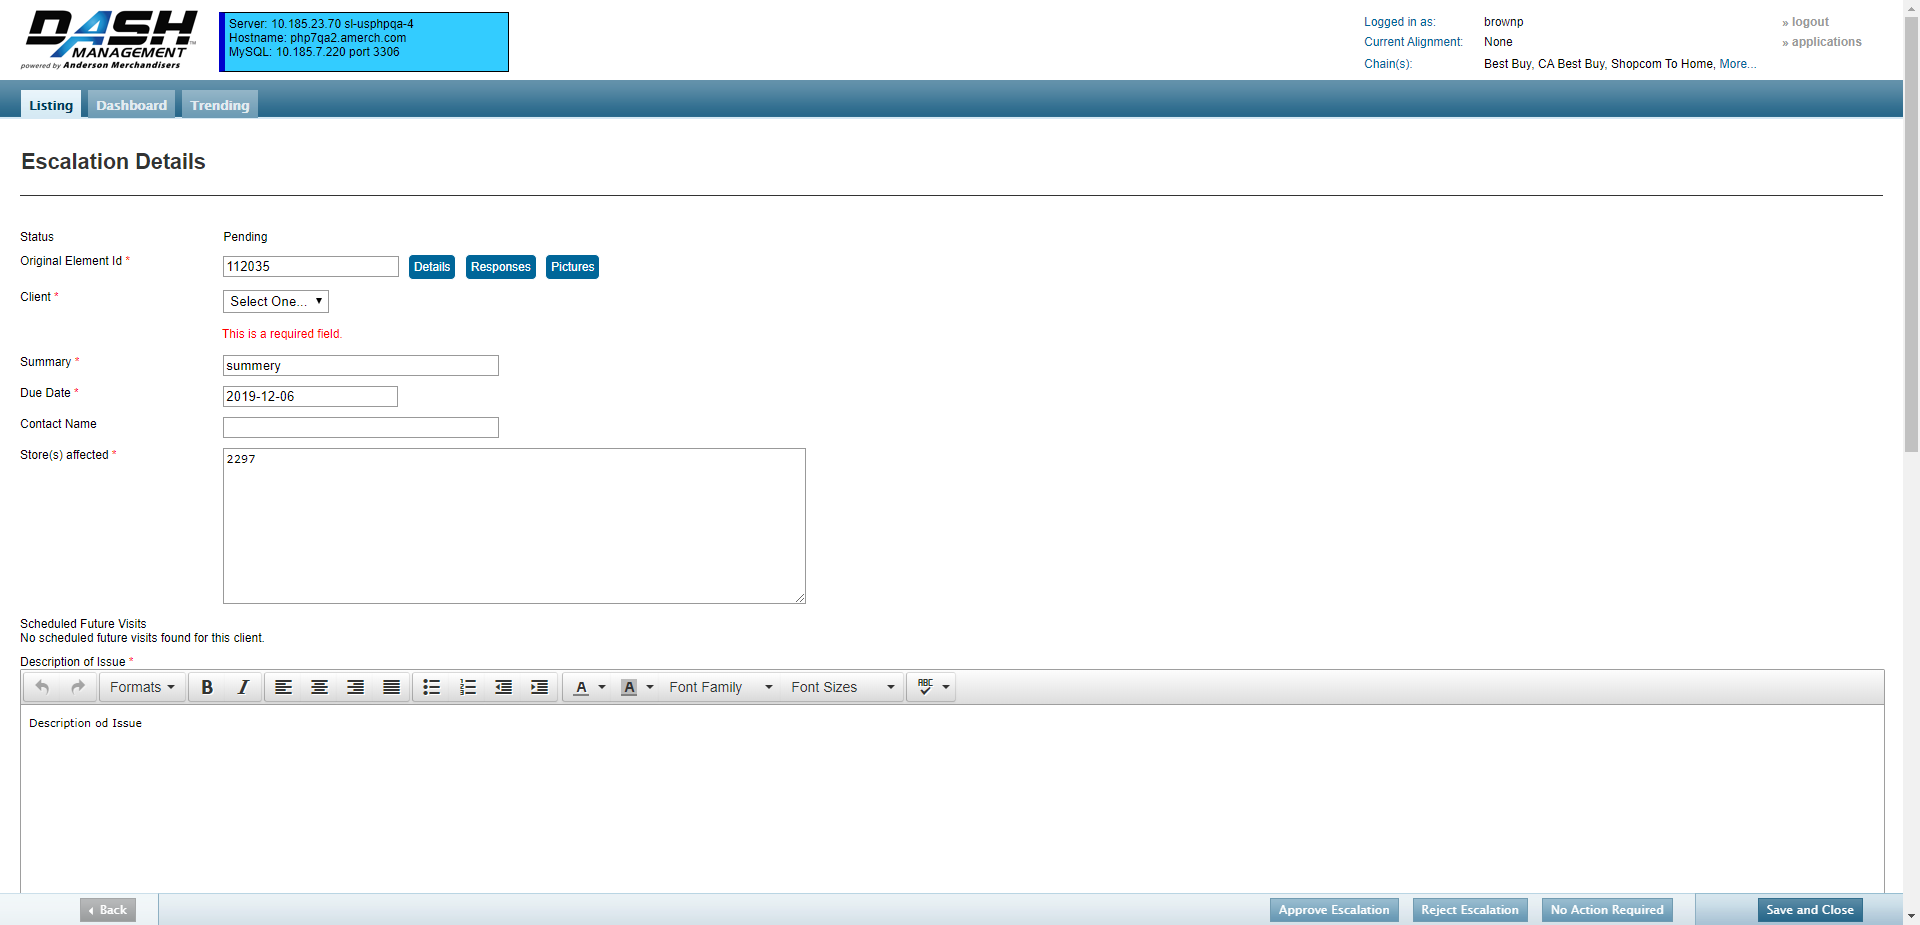 DASH
MANAGEMENT™
powered by Anderson Merchandisers
Server: 10.185.23.70 sl-usphpqa-4
Hostname: php7qa2.amerch.com
MySQL: 10.185.7.220 port 3306
Logged in as: brownp
Current Alignment: None
Chain(s): Best Buy, CA Best Buy, Shopcom To Home, More...
» logout
» applications
Listing Dashboard Trending
Escalation Details
Status Pending
Original Element Id * 112035 Details Responses Pictures
Client * Select One...
This is a required field.
Summary * summery
Due Date * 2019-12-06
Contact Name
Store(s) affected * 2297
Scheduled Future Visits
No scheduled future visits found for this client.
Description of Issue *
Formats B I A A Font Family Font Sizes ABC
Description od Issue
Back Approve Escalation Reject Escalation No Action Required Save and Close